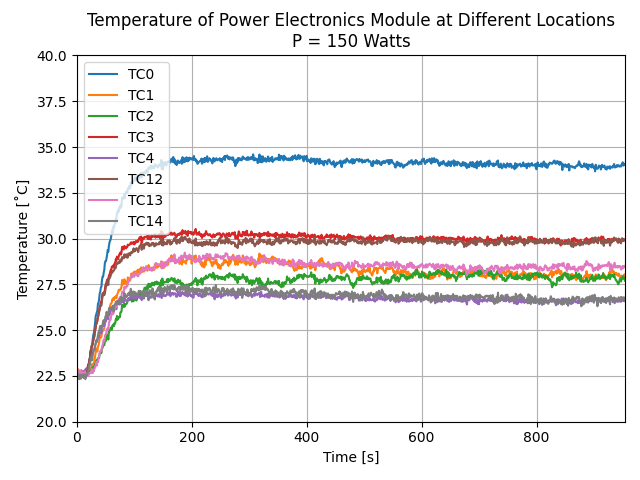 Temperature of Power Electronics Module at Different Locations
P = 150 Watts
40.0
37.5
35.0
32.5
30.0
27.5
25.0
22.5
20.0
Temperature [˚C]
TC0
TC1
TC2
TC3
TC4
TC12
TC13
TC14
0 200 400 600 800
Time [s]